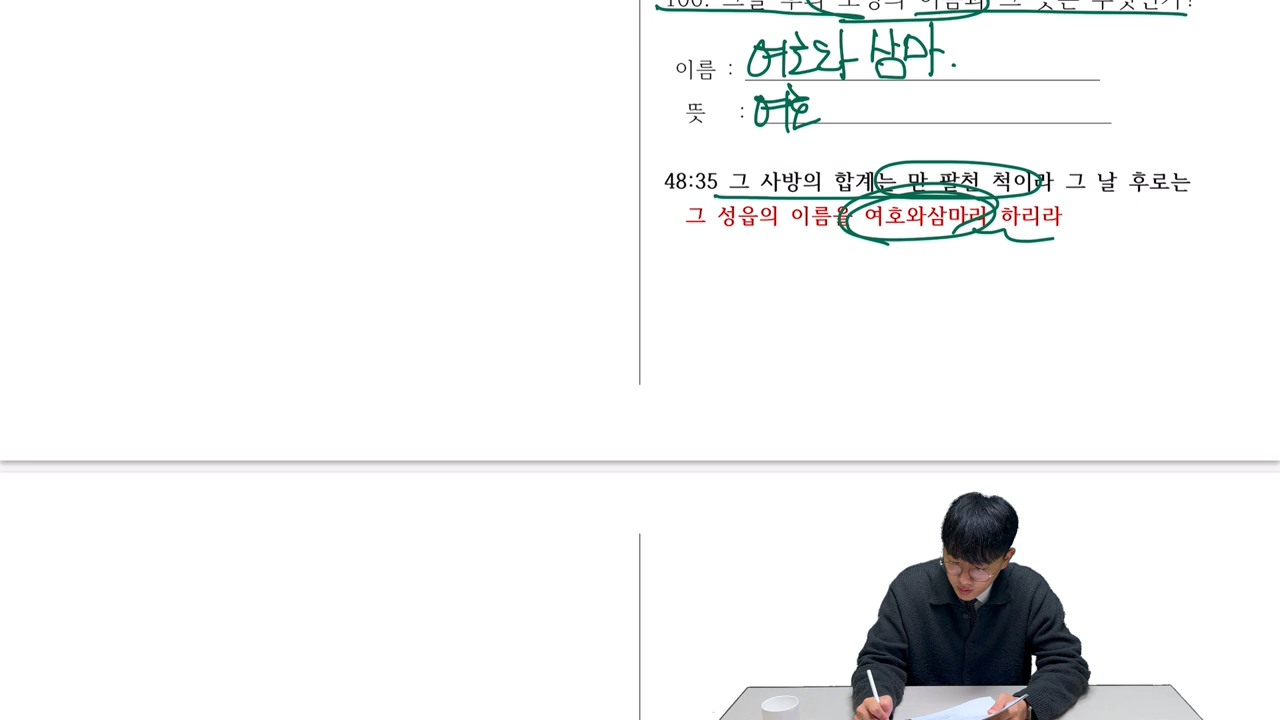 이름 : 여호와 삼마.
뜻 : 여호
48:35 그 사방의 합계는 만 팔천 척이라 그 날 후로는
그 성읍의 이름을 여호와삼마라 하리라